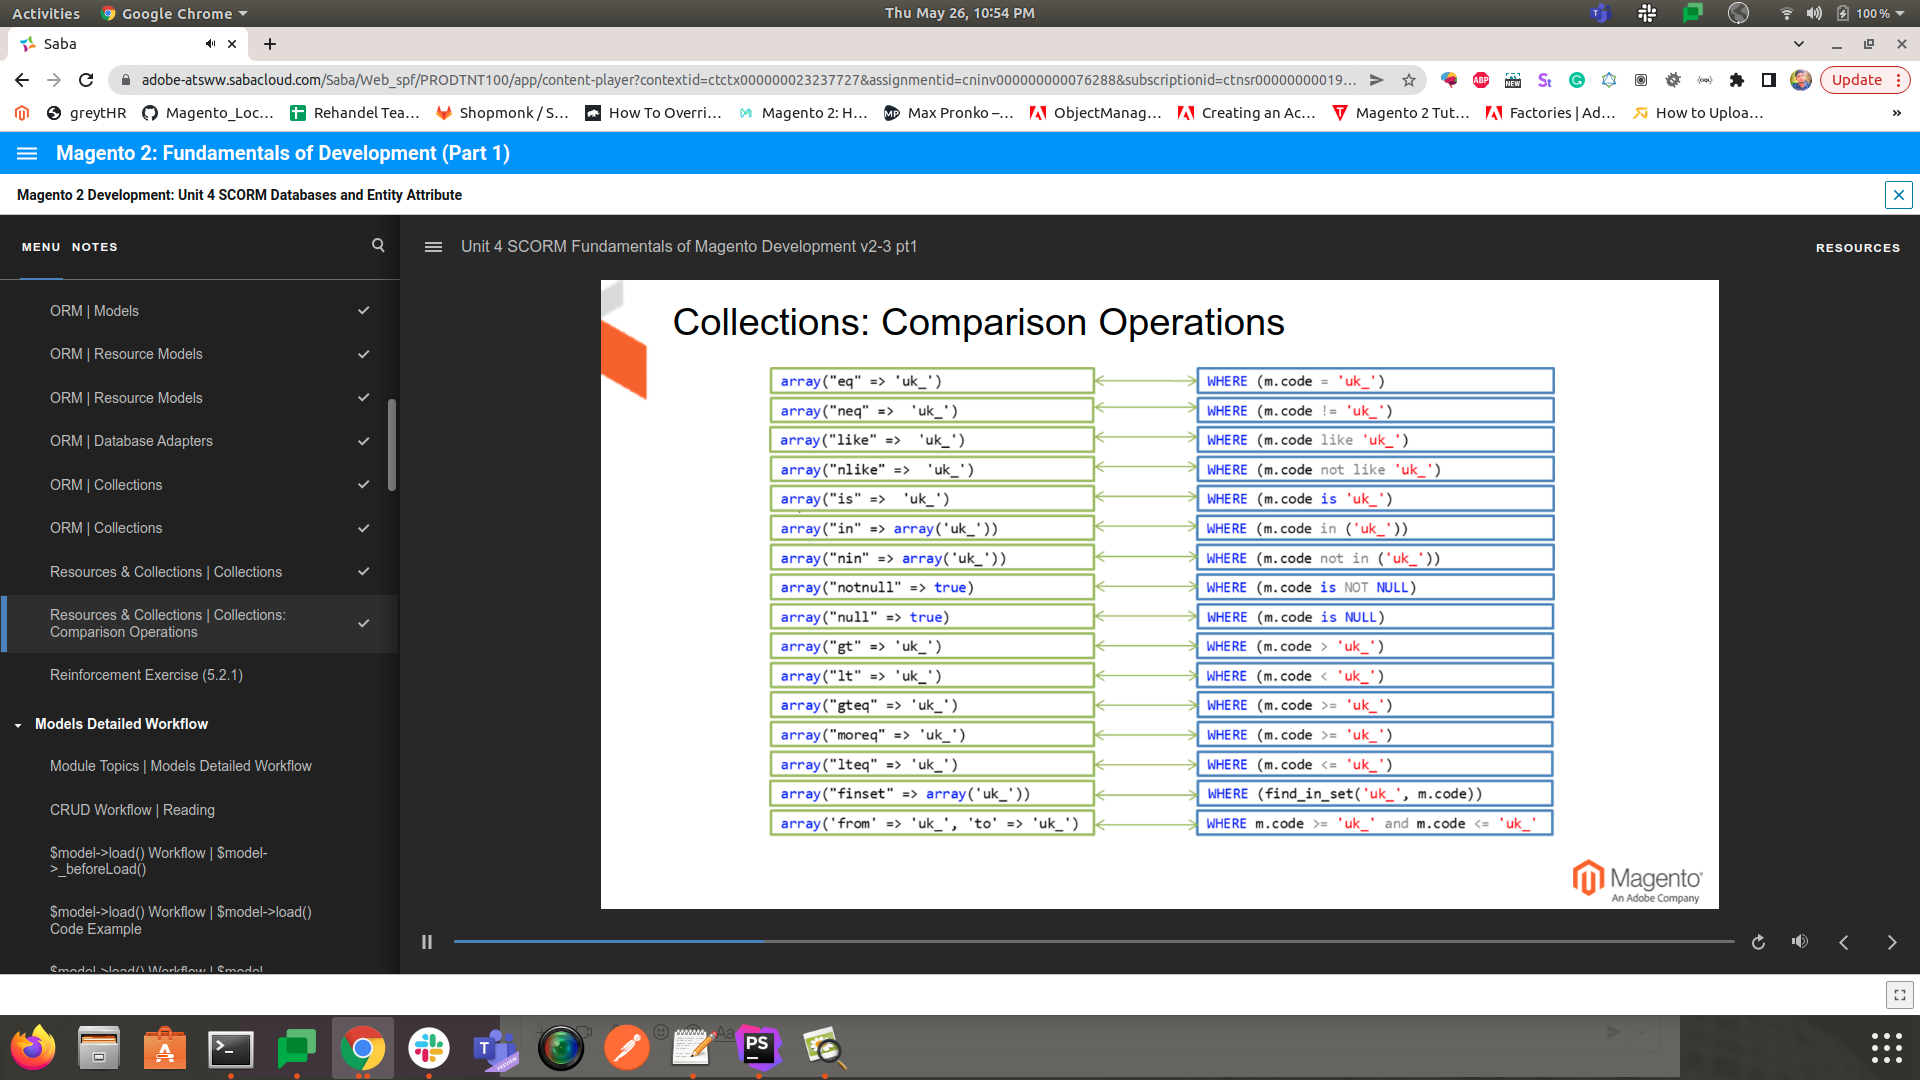 Activities
Google Chrome
Thu May 26, 10:54 PM
100 %
Saba
adobe-atsww.sabacloud.com/Saba/Web_spf/PRODTNT100/app/content-player?contextid=ctctx000000023237727&assignmentid=cninv000000000076288&subscriptionid=ctnsr00000000019...
Update
greytHR
Magento_Loc...
Rehandel Tea...
Shopmonk / S...
How To Overri...
Magento 2: H...
Max Pronko –...
ObjectManag...
Creating an Ac...
Magento 2 Tut...
Factories | Ad...
How to Uploa...
»
Magento 2: Fundamentals of Development (Part 1)
Magento 2 Development: Unit 4 SCORM Databases and Entity Attribute
MENU NOTES
Unit 4 SCORM Fundamentals of Magento Development v2-3 pt1
RESOURCES
ORM | Models
ORM | Resource Models
ORM | Resource Models
ORM | Database Adapters
ORM | Collections
ORM | Collections
Resources & Collections | Collections
Resources & Collections | Collections:
Comparison Operations
Reinforcement Exercise (5.2.1)
Models Detailed Workflow
Module Topics | Models Detailed Workflow
CRUD Workflow | Reading
$model->load() Workflow | $model-
>_beforeLoad()
$model->load() Workflow | $model->load()
Code Example
$model->load() Workflow | $model
Collections: Comparison Operations
array("eq" => 'uk_') WHERE (m.code = 'uk_')
array("neq" => 'uk_') WHERE (m.code != 'uk_')
array("like" => 'uk_') WHERE (m.code like 'uk_')
array("nlike" => 'uk_') WHERE (m.code not like 'uk_')
array("is" => 'uk_') WHERE (m.code is 'uk_')
array("in" => array('uk_')) WHERE (m.code in ('uk_'))
array("nin" => array('uk_')) WHERE (m.code not in ('uk_'))
array("notnull" => true) WHERE (m.code is NOT NULL)
array("null" => true) WHERE (m.code is NULL)
array("gt" => 'uk_') WHERE (m.code > 'uk_')
array("lt" => 'uk_') WHERE (m.code < 'uk_')
array("gteq" => 'uk_') WHERE (m.code >= 'uk_')
array("moreq" => 'uk_') WHERE (m.code >= 'uk_')
array("lteq" => 'uk_') WHERE (m.code <= 'uk_')
array("finset" => array('uk_')) WHERE (find_in_set('uk_', m.code))
array('from' => 'uk_', 'to' => 'uk_') WHERE m.code >= 'uk_' and m.code <= 'uk_'
Magento
An Adobe Company